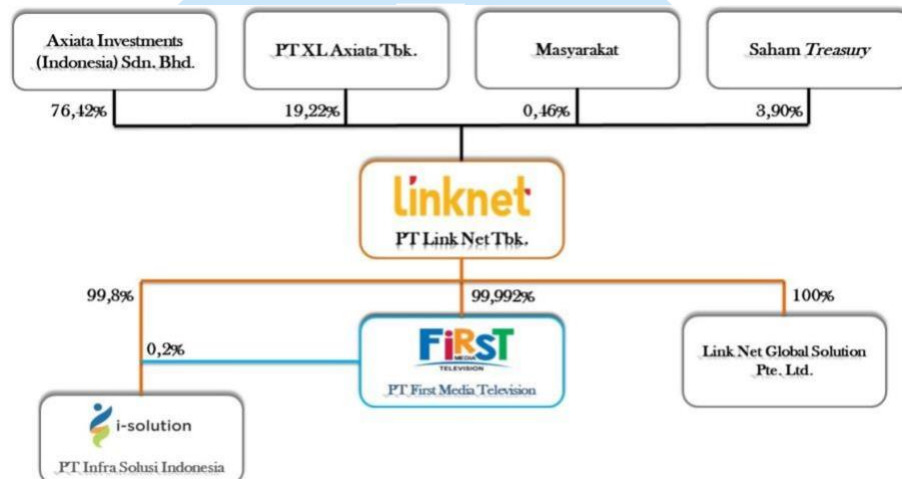 Axiata Investments
(Indonesia) Sdn. Bhd.
PT XL Axiata Tbk.
Masyarakat
Saham Treasury
76,42%
19,22%
0,46%
3,90%
linknet
PT Link Net Tbk.
99,8%
99,992%
100%
0,2%
FiRST
MEDIA
TELEVISION
PT First Media Television
Link Net Global Solution
Pte. Ltd.
i-solution
PT Infra Solusi Indonesia